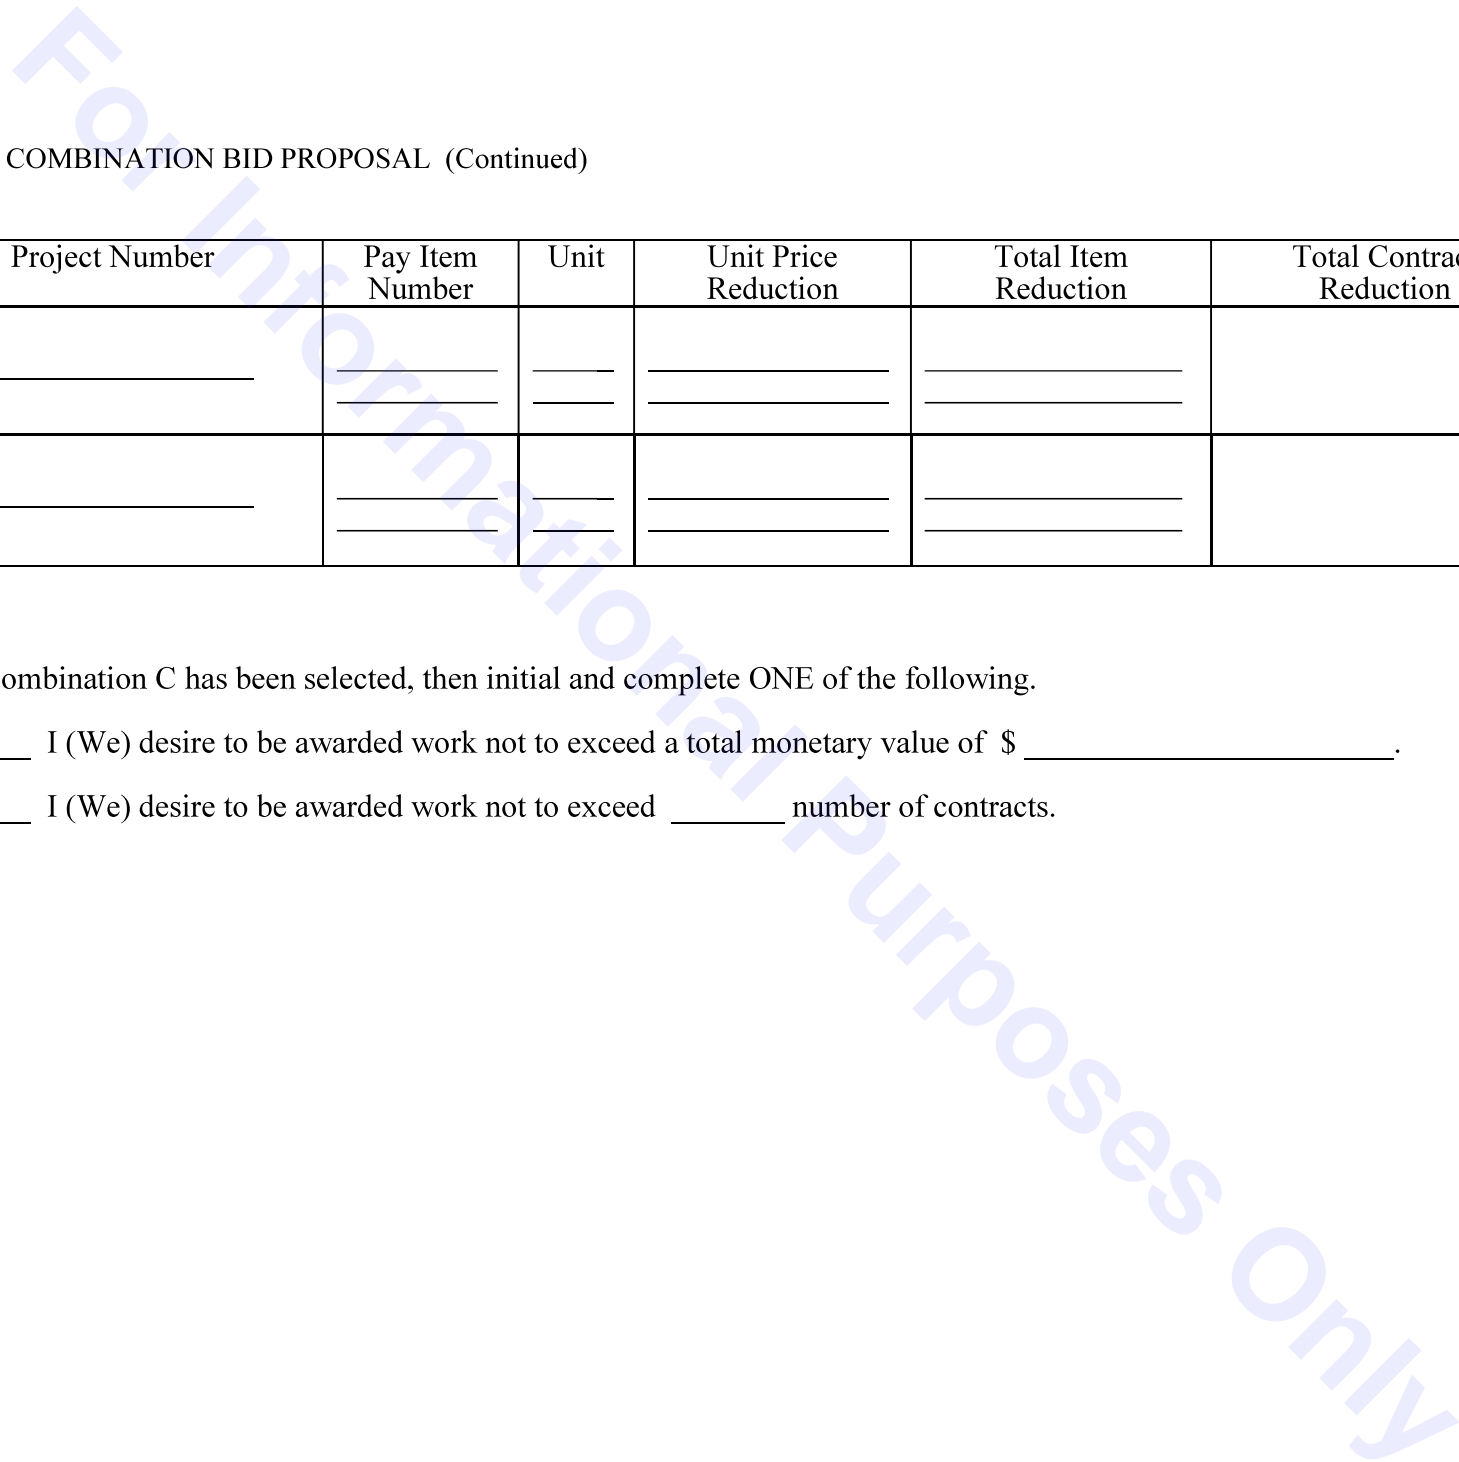 COMBINATION BID PROPOSAL (Continued)
Project Number Pay Item Number Unit Unit Price Reduction Total Item Reduction Total Contrac Reduction
ombination C has been selected, then initial and complete ONE of the following.
I (We) desire to be awarded work not to exceed a total monetary value of $ .
I (We) desire to be awarded work not to exceed number of contracts.
For Informational Purposes Only